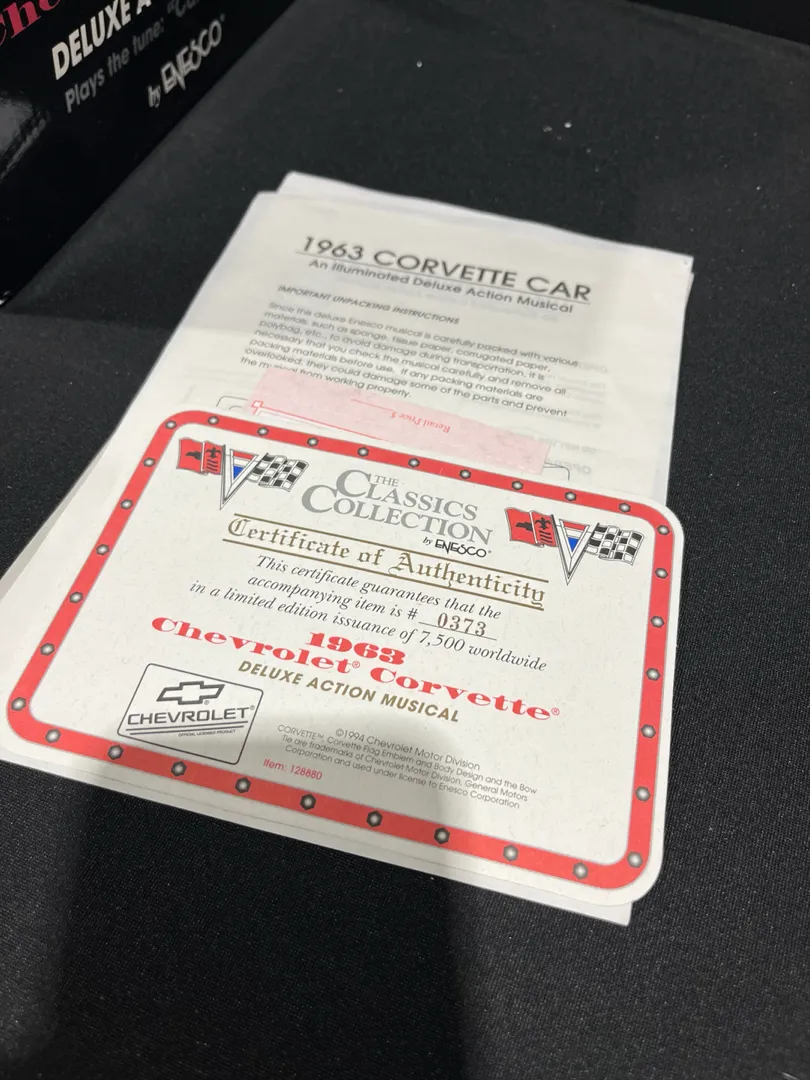 DELUXE A
Plays the tune: "C
by ENESCO®
1963 CORVETTE CAR
An Illuminated Deluxe Action Musical
IMPORTANT UNPACKING INSTRUCTIONS
Since this deluxe Enesco musical is carefully packed with various
materials, such as sponge, tissue paper, corrugated paper,
polybag, etc., to avoid damage during transportation, it is
necessary that you check the musical carefully and remove all
packing materials before use. If any packing materials are
overlooked, they could damage some of the parts and prevent
the musical from working properly.
Retail Price $
THE
CLASSICS
COLLECTION
by ENESCO®
Certificate of Authenticity
This certificate guarantees that the
accompanying item is # 0373
in a limited edition issuance of 7,500 worldwide
1963
Chevrolet® Corvette®
DELUXE ACTION MUSICAL
CHEVROLET®
OFFICIAL LICENSED PRODUCT
©1994 Chevrolet Motor Division
CORVETTE™, Corvette Flag Emblem and Body Design and the Bow
Tie are trademarks of Chevrolet Motor Division, General Motors
Corporation and used under license to Enesco Corporation
Item: 128880